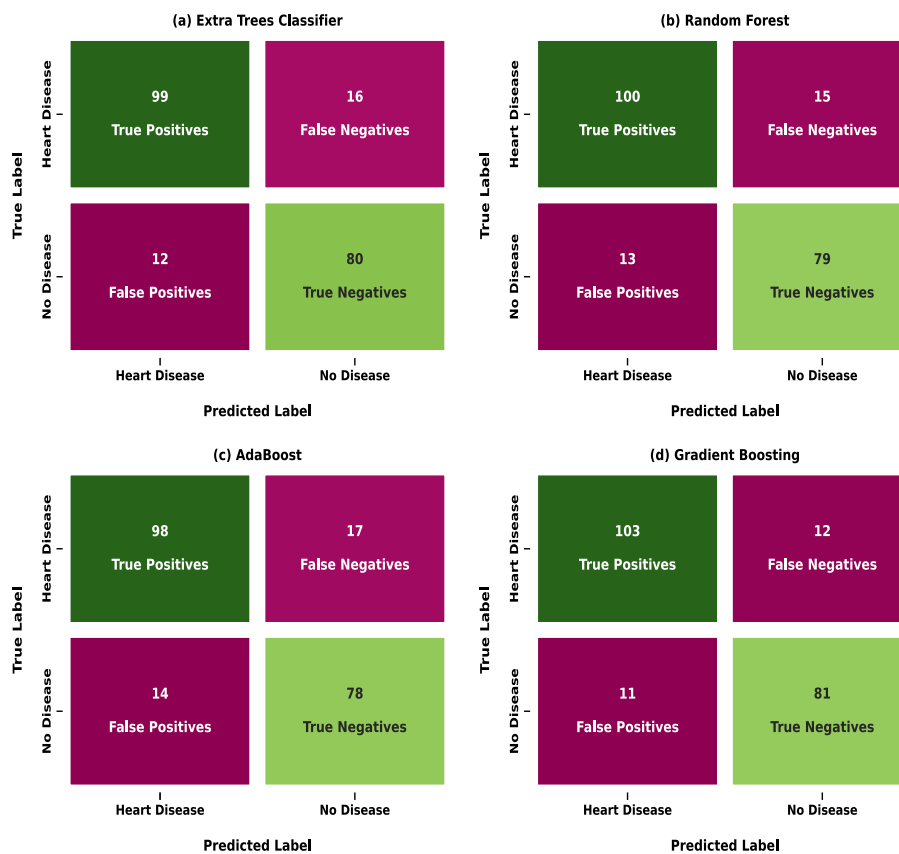 (a) Extra Trees Classifier
True Label
Heart Disease
99
True Positives
16
False Negatives
No Disease
12
False Positives
80
True Negatives
Heart Disease
No Disease
Predicted Label
(b) Random Forest
True Label
Heart Disease
100
True Positives
15
False Negatives
No Disease
13
False Positives
79
True Negatives
Heart Disease
No Disease
Predicted Label
(c) AdaBoost
True Label
Heart Disease
98
True Positives
17
False Negatives
No Disease
14
False Positives
78
True Negatives
Heart Disease
No Disease
Predicted Label
(d) Gradient Boosting
True Label
Heart Disease
103
True Positives
12
False Negatives
No Disease
11
False Positives
81
True Negatives
Heart Disease
No Disease
Predicted Label